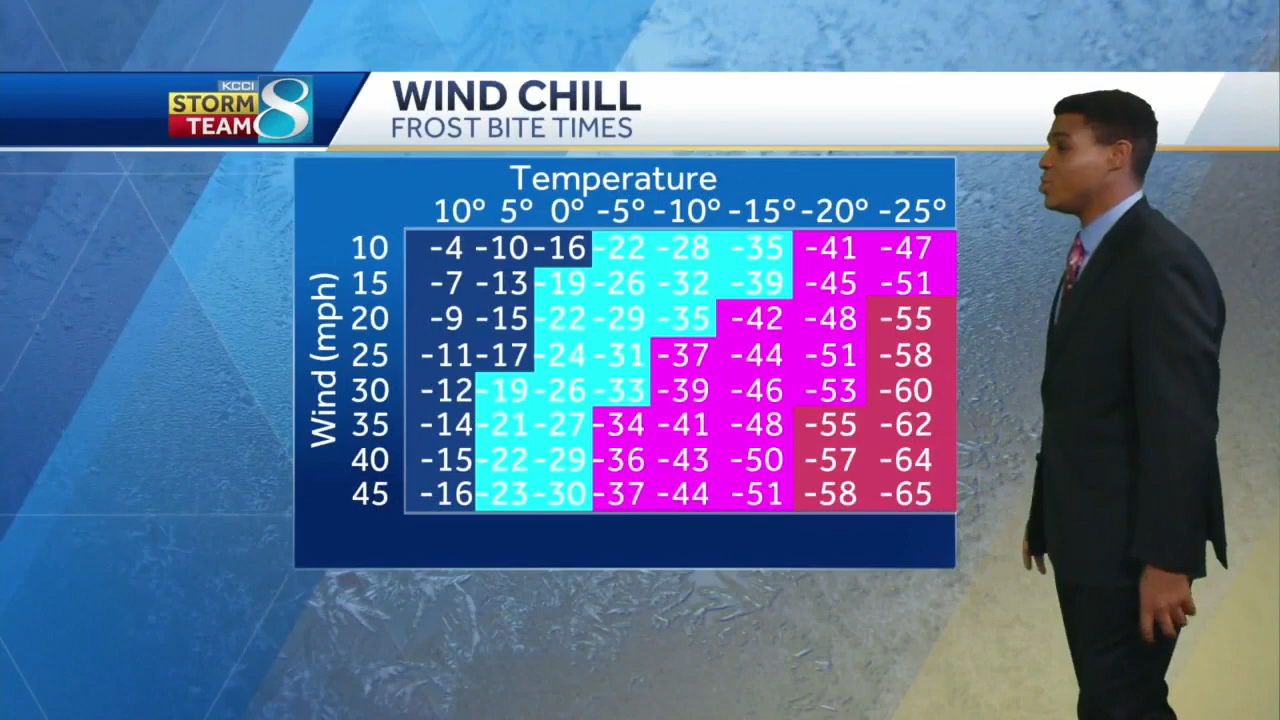 KCCI
STORM
TEAM 8
WIND CHILL
FROST BITE TIMES
Temperature
10° 5° 0° -5° -10° -15° -20° -25°
Wind (mph)
10 -4 -10 -16 -22 -28 -35 -41 -47
15 -7 -13 -19 -26 -32 -39 -45 -51
20 -9 -15 -22 -29 -35 -42 -48 -55
25 -11 -17 -24 -31 -37 -44 -51 -58
30 -12 -19 -26 -33 -39 -46 -53 -60
35 -14 -21 -27 -34 -41 -48 -55 -62
40 -15 -22 -29 -36 -43 -50 -57 -64
45 -16 -23 -30 -37 -44 -51 -58 -65